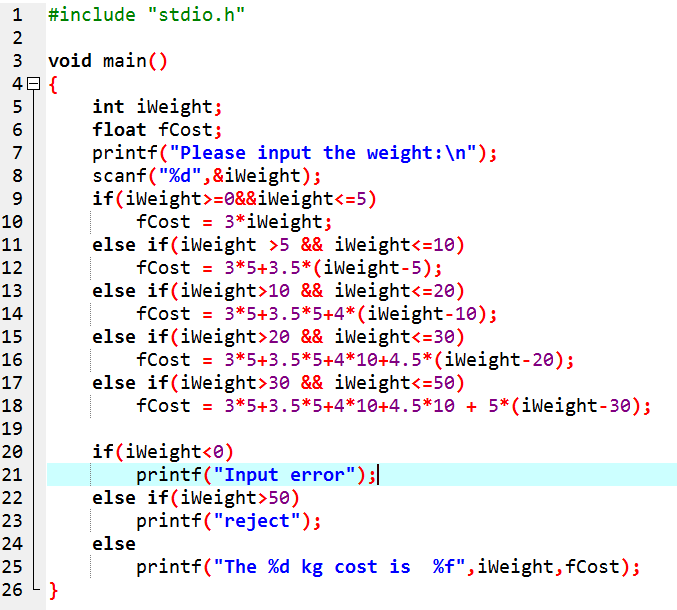 1 #include "stdio.h"
2
3 void main()
4 {
5     int iWeight;
6     float fCost;
7     printf("Please input the weight:\n");
8     scanf("%d",&iWeight);
9     if(iWeight>=0&&iWeight<=5)
10         fCost = 3*iWeight;
11     else if(iWeight >5 && iWeight<=10)
12         fCost = 3*5+3.5*(iWeight-5);
13     else if(iWeight>10 && iWeight<=20)
14         fCost = 3*5+3.5*5+4*(iWeight-10);
15     else if(iWeight>20 && iWeight<=30)
16         fCost = 3*5+3.5*5+4*10+4.5*(iWeight-20);
17     else if(iWeight>30 && iWeight<=50)
18         fCost = 3*5+3.5*5+4*10+4.5*10 + 5*(iWeight-30);
19
20     if(iWeight<0)
21         printf("Input error");
22     else if(iWeight>50)
23         printf("reject");
24     else
25         printf("The %d kg cost is  %f",iWeight,fCost);
26 }